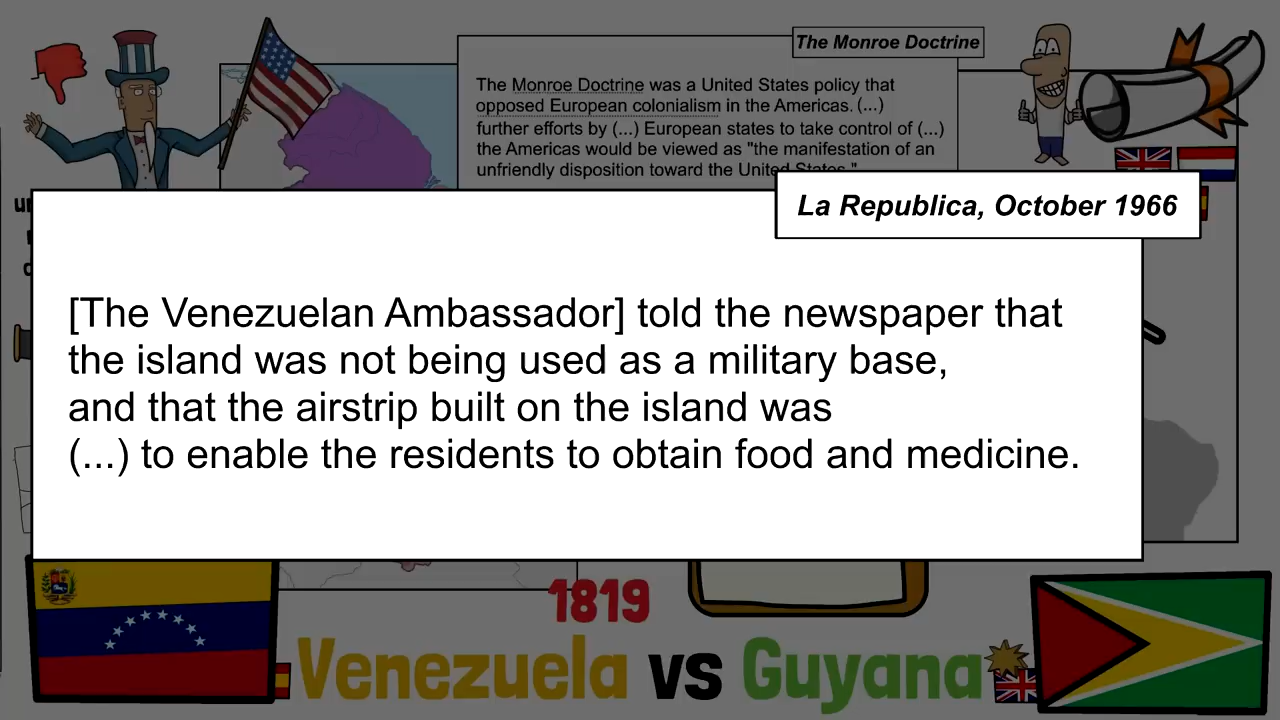 The Monroe Doctrine
The Monroe Doctrine was a United States policy that
opposed European colonialism in the Americas. (...)
further efforts by (...) European states to take control of (...)
the Americas would be viewed as "the manifestation of an
unfriendly disposition toward the United States."
La Republica, October 1966
[The Venezuelan Ambassador] told the newspaper that
the island was not being used as a military base,
and that the airstrip built on the island was
(...) to enable the residents to obtain food and medicine.
1819
Venezuela vs Guyana